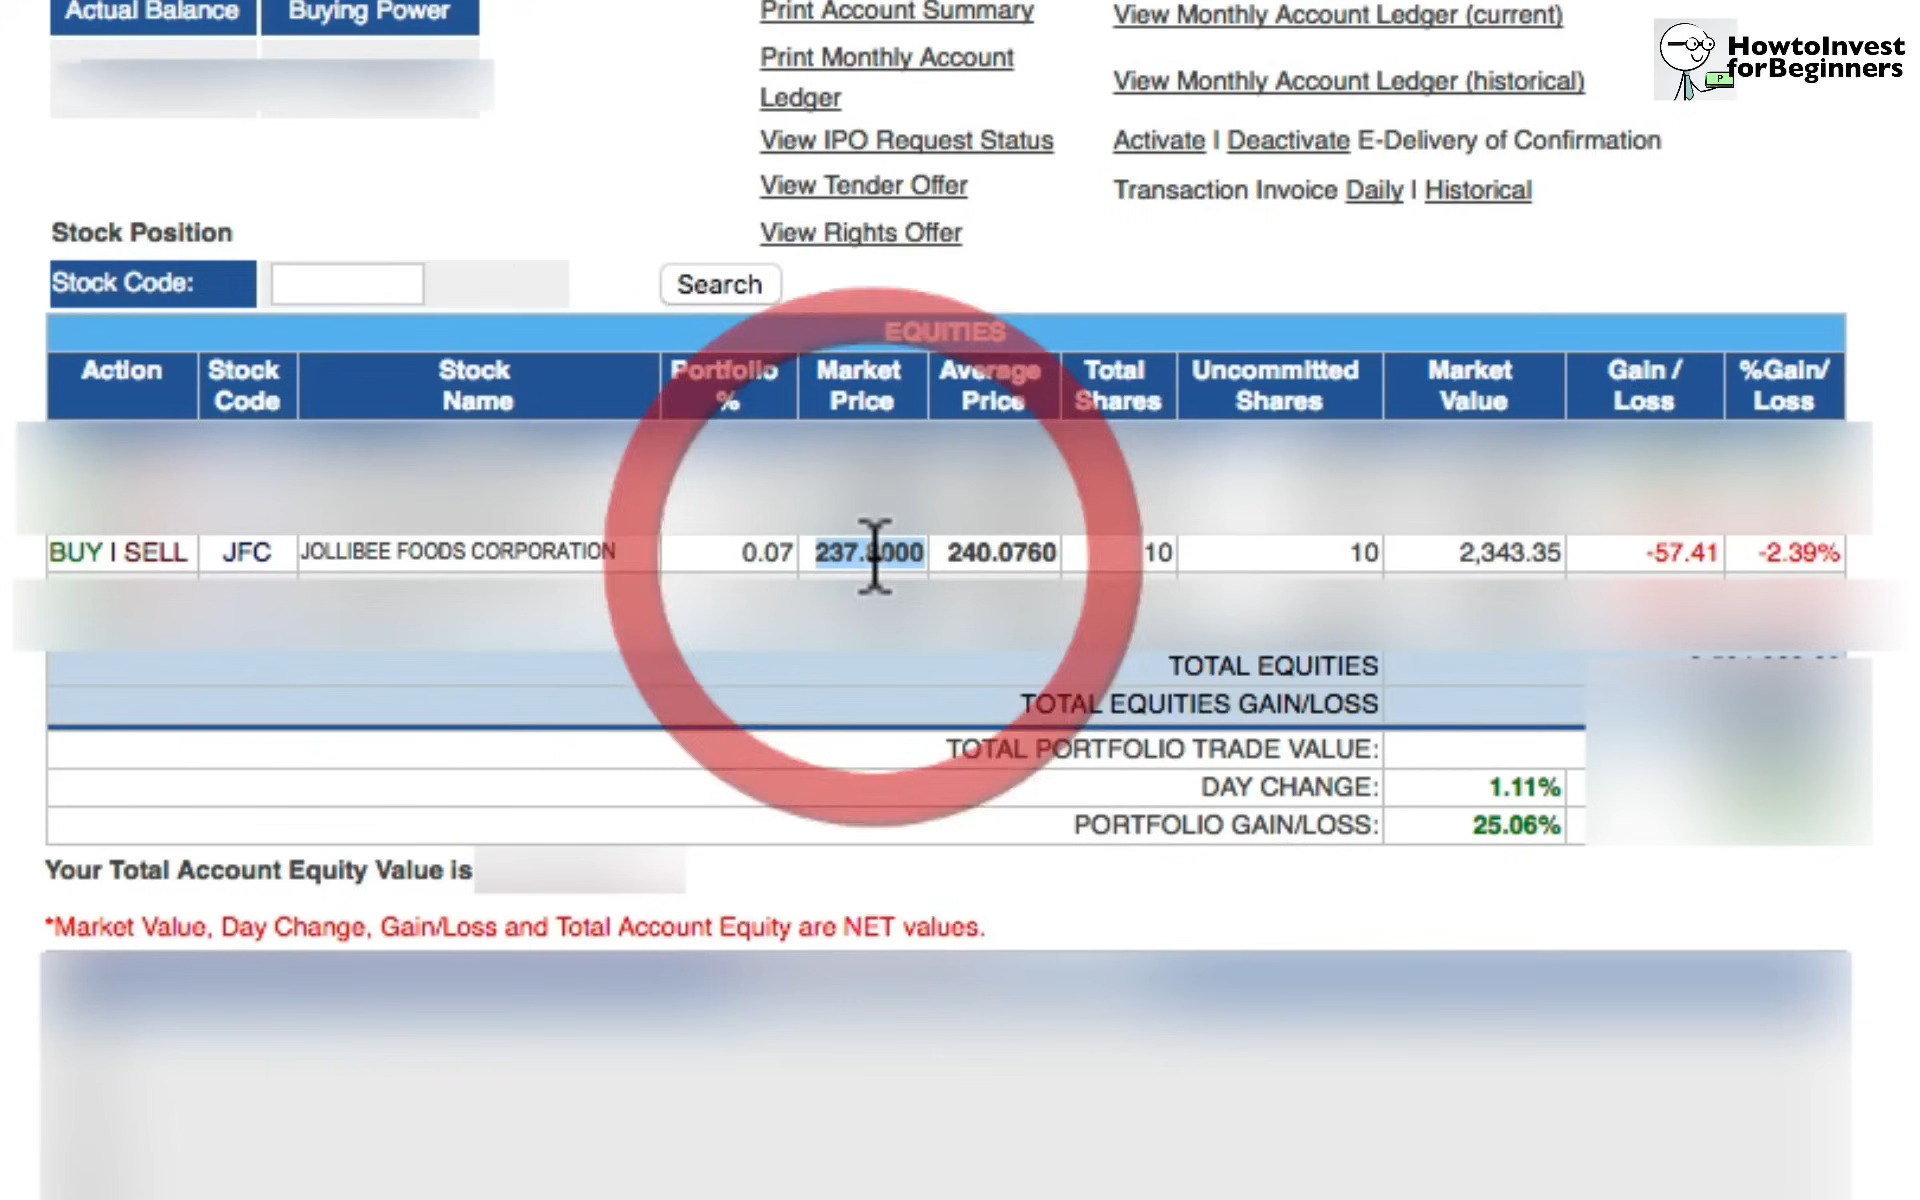 Actual Balance Buying Power
Print Account Summary
View Monthly Account Ledger (current)
HowtoInvest
forBeginners
Print Monthly Account
Ledger
View Monthly Account Ledger (historical)
View IPO Request Status
Activate | Deactivate E-Delivery of Confirmation
View Tender Offer
Transaction Invoice Daily | Historical
Stock Position
View Rights Offer
Stock Code: Search
EQUITIES
Action Stock Code Stock Name Portfolio % Market Price Average Price Total Shares Uncommitted Shares Market Value Gain / Loss %Gain/ Loss
BUY | SELL JFC JOLLIBEE FOODS CORPORATION 0.07 240.0760 10 10 2,343.35 -57.41 -2.39%
TOTAL EQUITIES
TOTAL EQUITIES GAIN/LOSS
TOTAL PORTFOLIO TRADE VALUE:
DAY CHANGE: 1.11%
PORTFOLIO GAIN/LOSS: 25.06%
Your Total Account Equity Value is
*Market Value, Day Change, Gain/Loss and Total Account Equity are NET values.